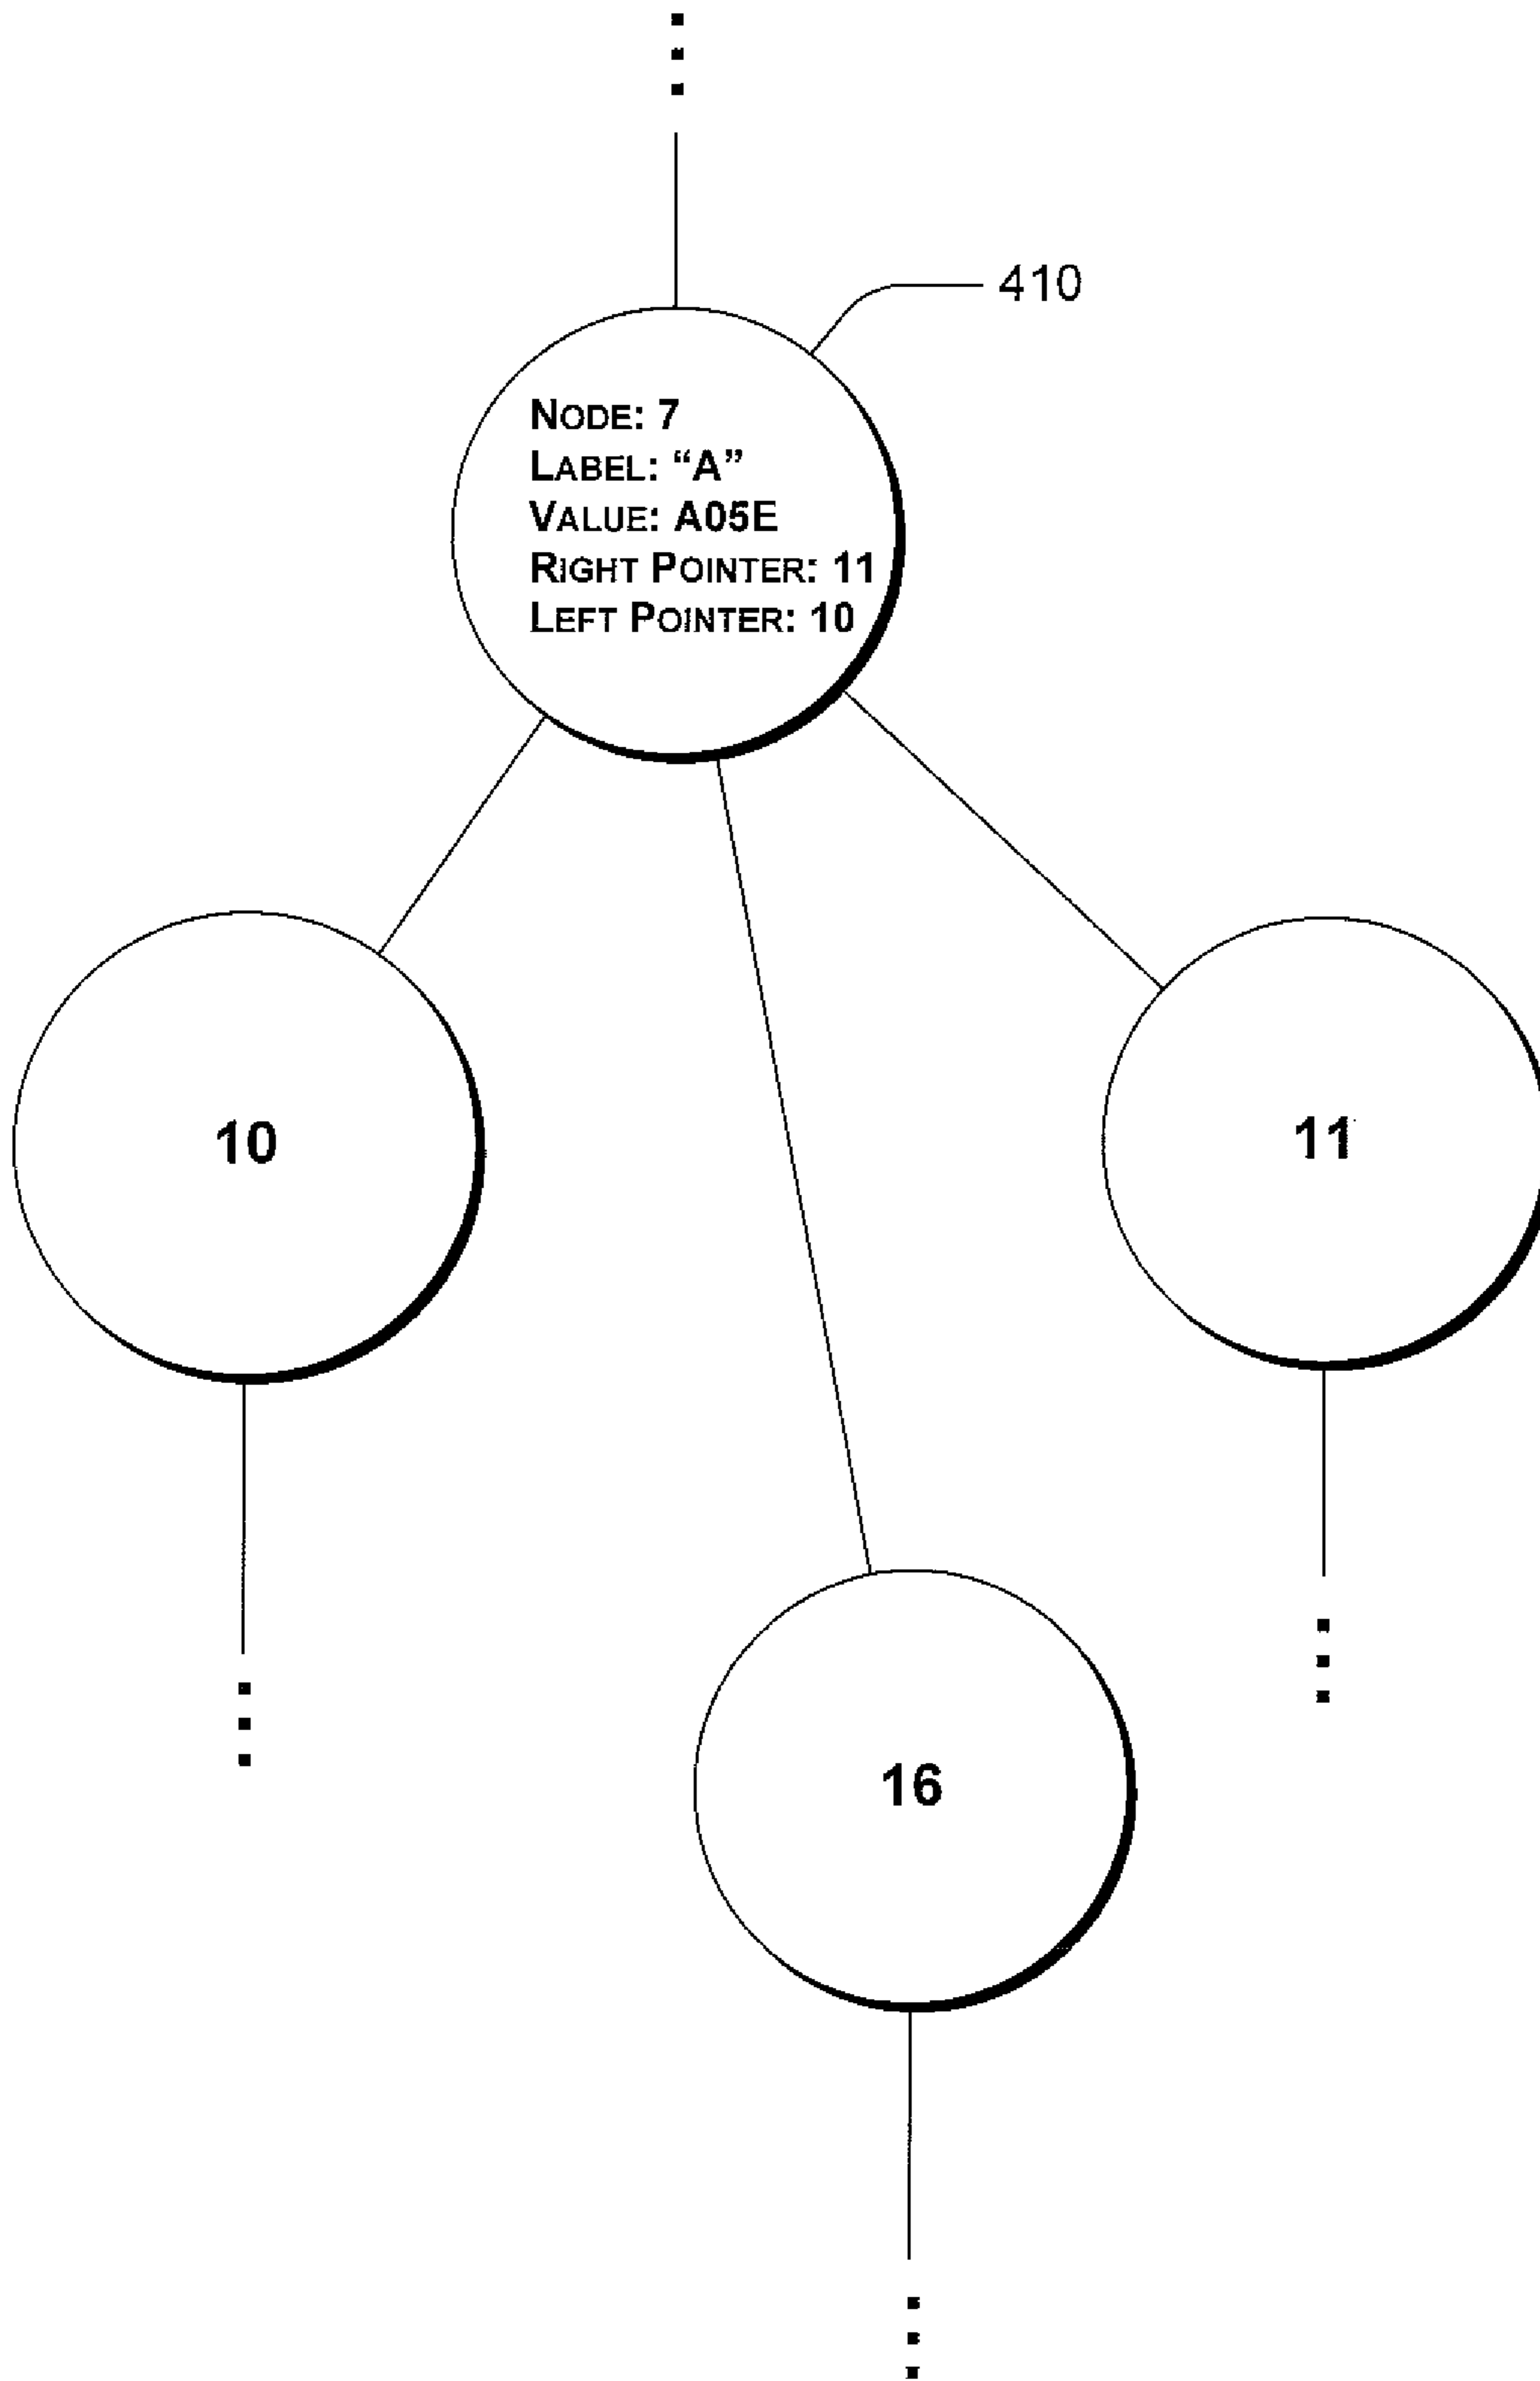 410
NODE: 7
LABEL: “A”
VALUE: A05E
RIGHT POINTER: 11
LEFT POINTER: 10
10
11
16